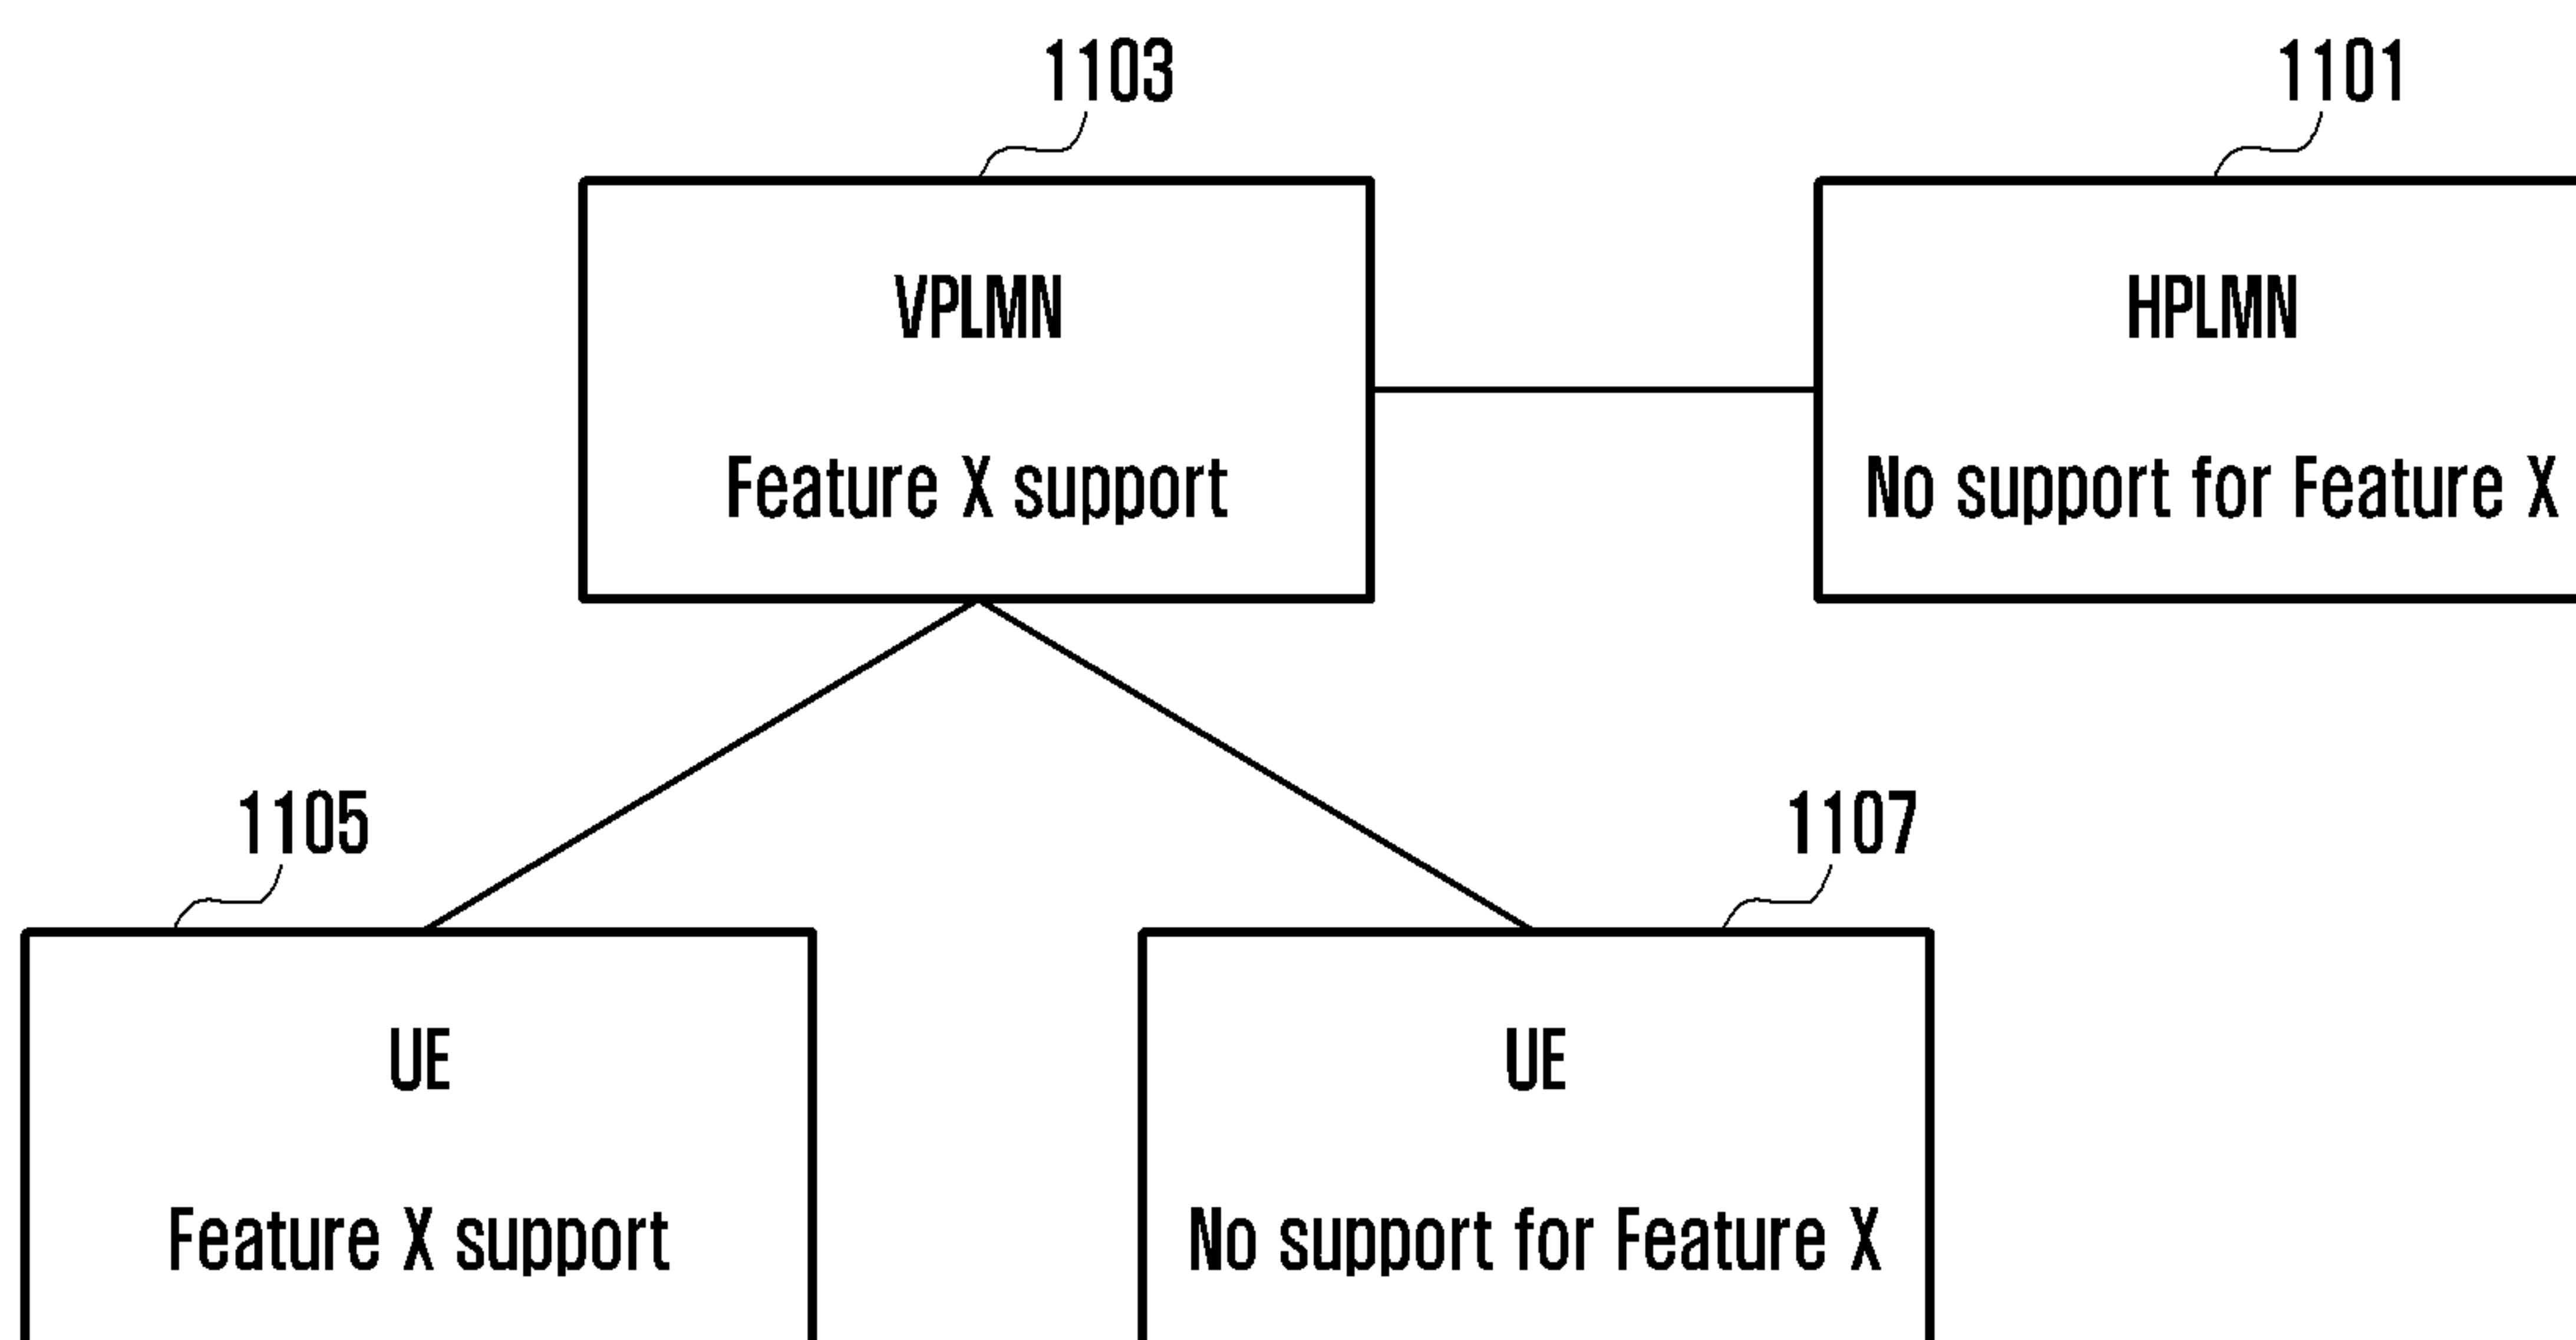 1103
1101
VPLMN
Feature X support
HPLMN
No support for Feature X
1105
1107
UE
Feature X support
UE
No support for Feature X